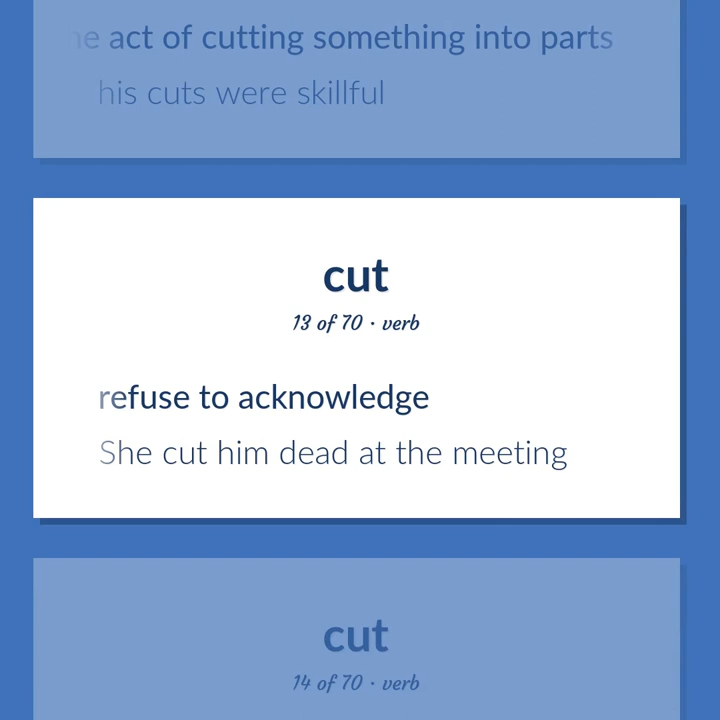 he act of cutting something into parts
his cuts were skillful
cut
13 of 70 · verb
refuse to acknowledge
She cut him dead at the meeting
cut
14 of 70 · verb